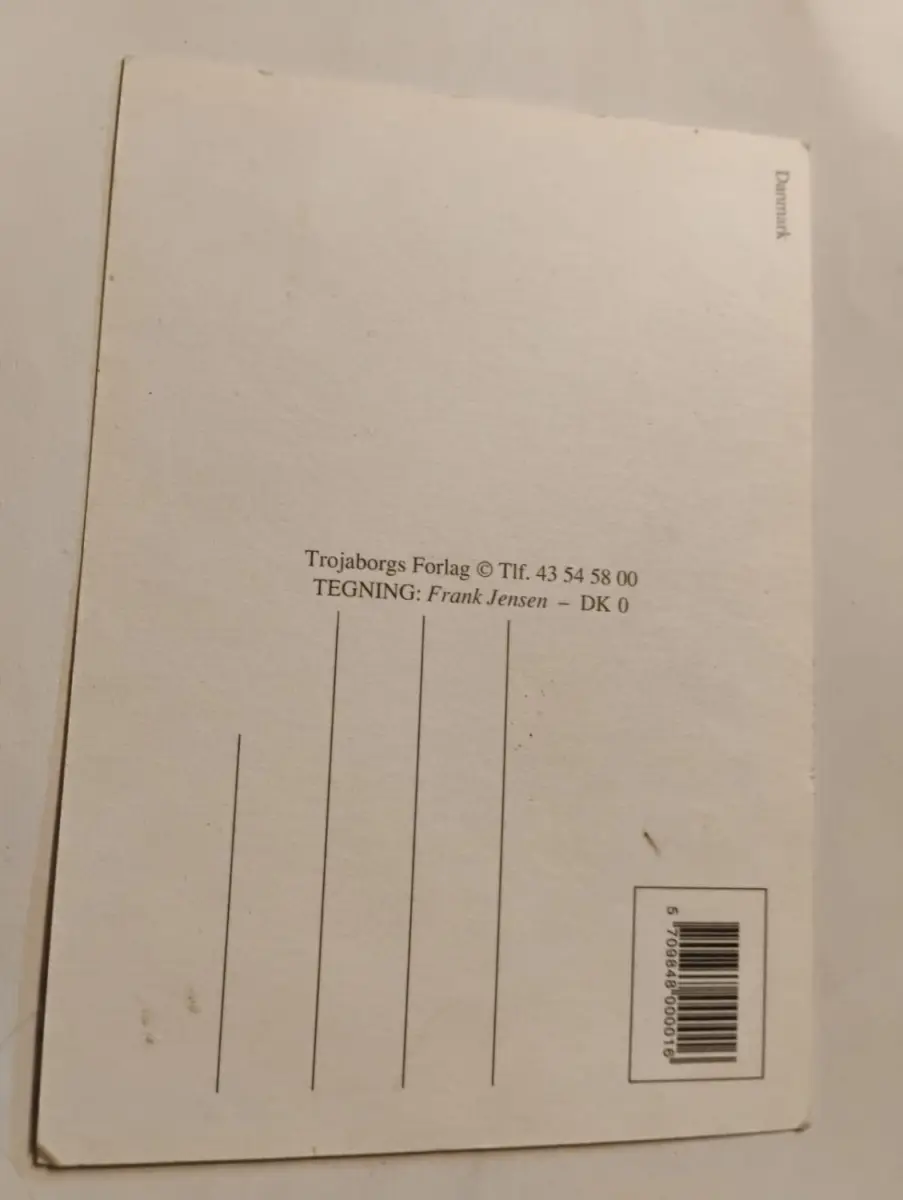 Danmark
Trojaborgs Forlag © Tlf. 43 54 58 00
TEGNING: Frank Jensen – DK 0
5 709848 000016